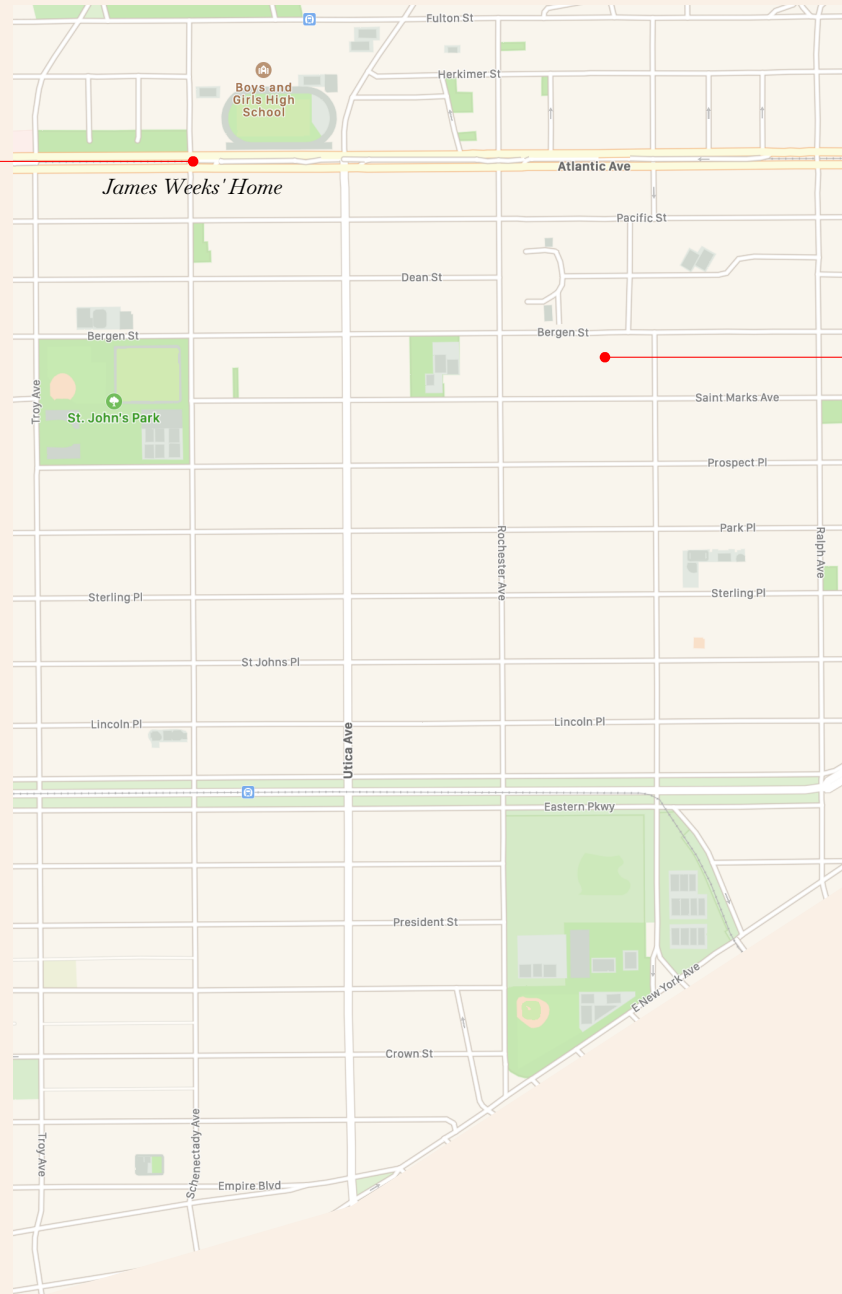 Fulton St
Herkimer St
Boys and
Girls High
School
Atlantic Ave
James Weeks' Home
Pacific St
Dean St
Bergen St
Bergen St
Troy Ave
St. John's Park
Saint Marks Ave
Prospect Pl
Park Pl
Rochester Ave
Ralph Ave
Sterling Pl
Sterling Pl
St Johns Pl
Lincoln Pl
Lincoln Pl
Utica Ave
Eastern Pkwy
President St
E New York Ave
Crown St
Troy Ave
Schenectady Ave
Empire Blvd